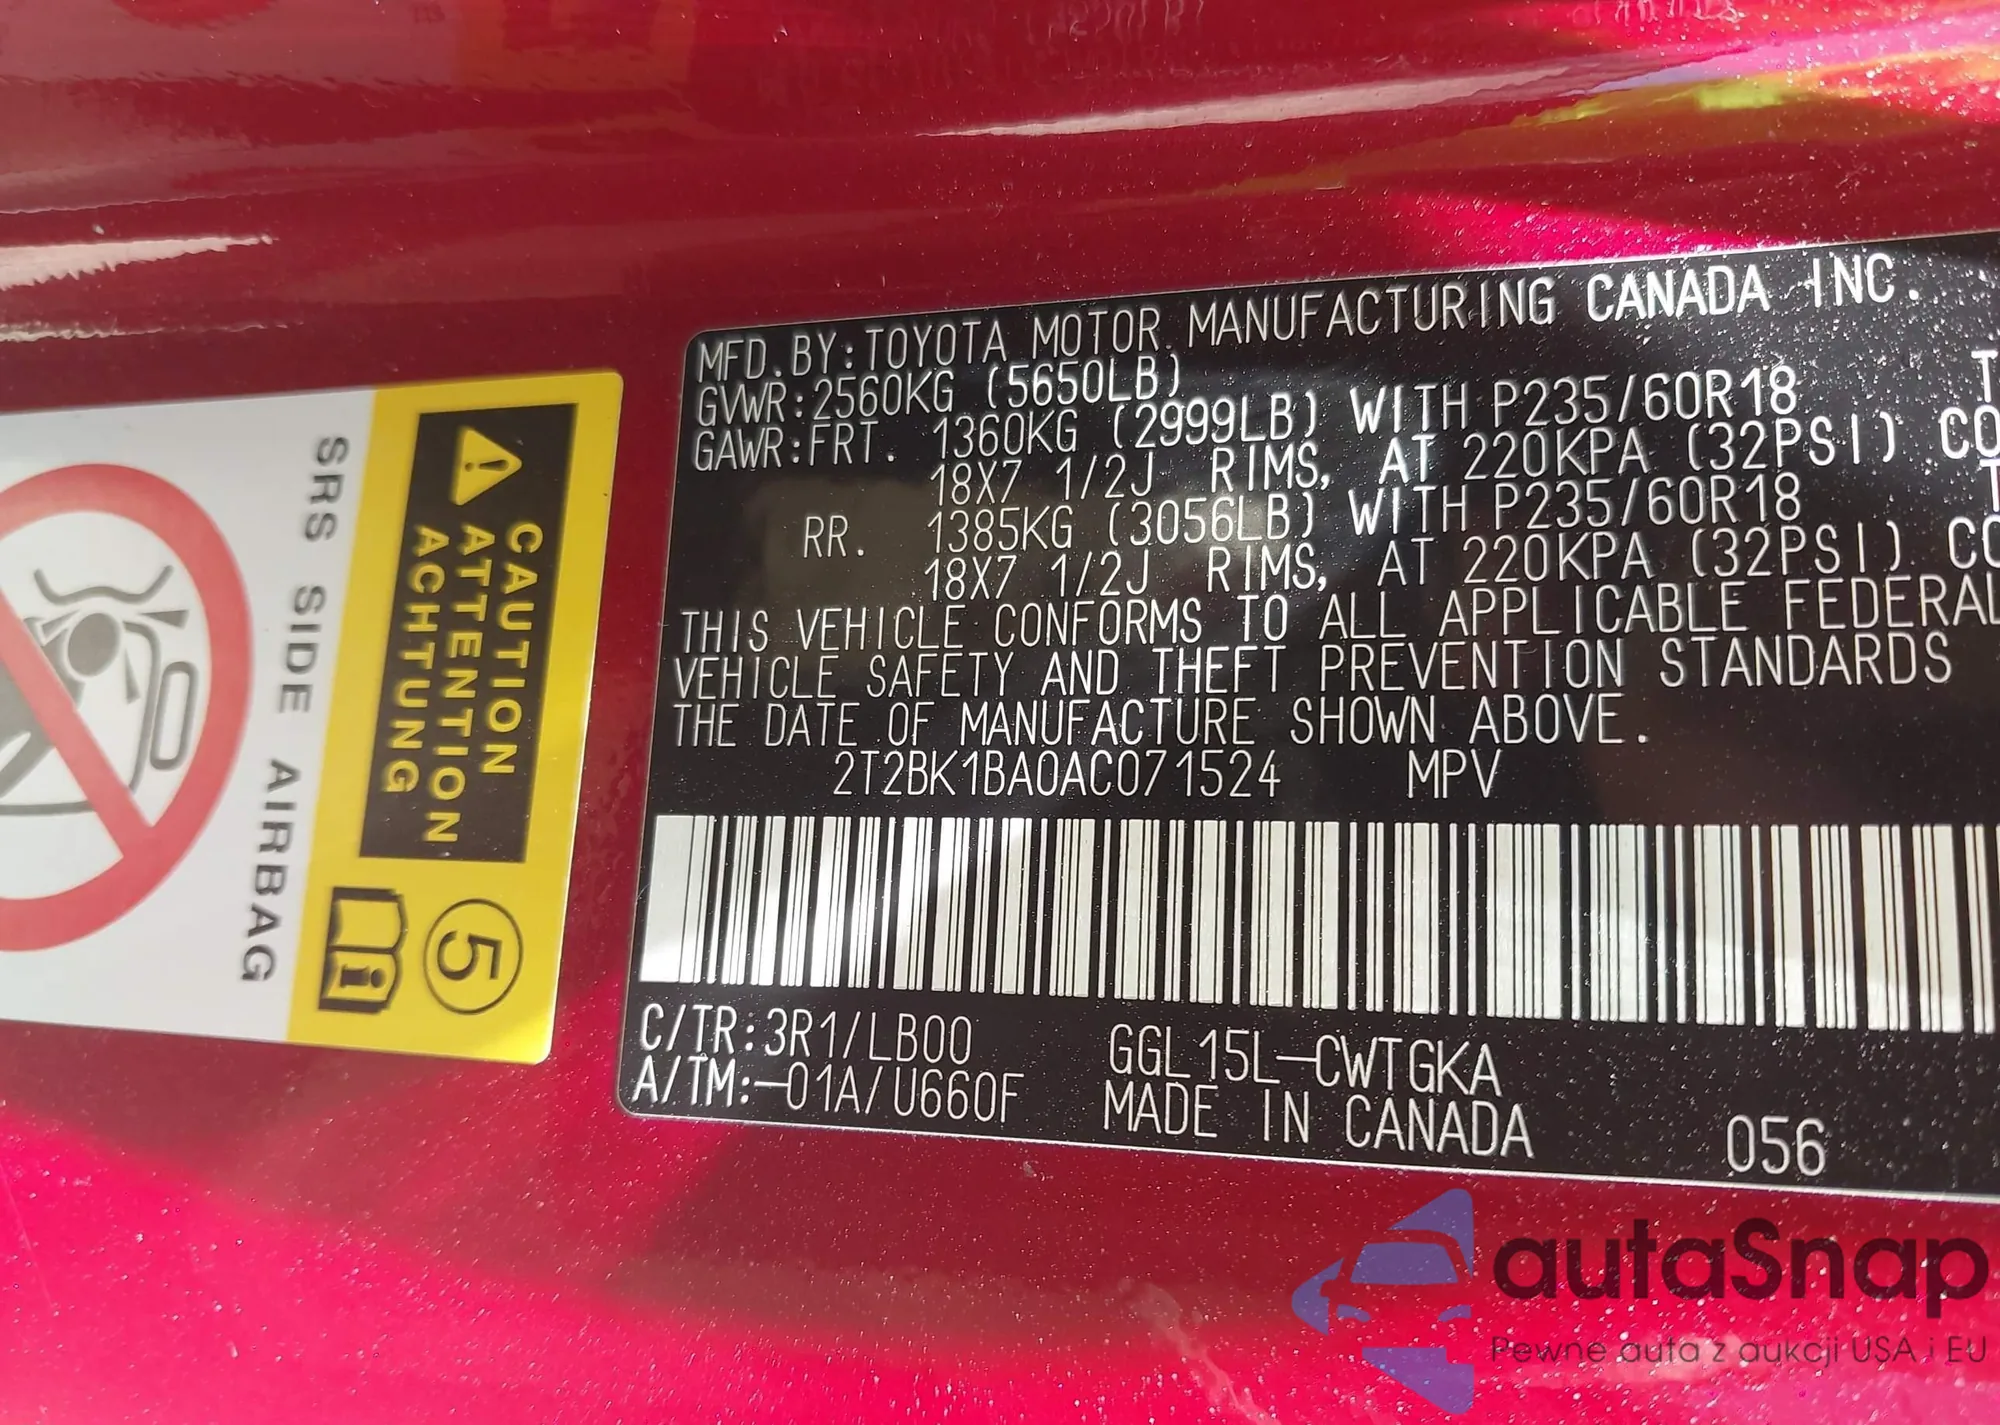 MFD.BY:TOYOTA MOTOR MANUFACTURING CANADA INC.
GVWR:2560KG (5650LB)
GAWR:FRT. 1360KG (2999LB) WITH P235/60R18
18X7 1/2J RIMS, AT 220KPA (32PSI)
RR. 1385KG (3056LB) WITH P235/60R18
18X7 1/2J RIMS, AT 220KPA (32PSI)
THIS VEHICLE CONFORMS TO ALL APPLICABLE FEDERAL
VEHICLE SAFETY AND THEFT PREVENTION STANDARDS
THE DATE OF MANUFACTURE SHOWN ABOVE.
2T2BK1BA0AC071524 MPV
C/TR:3R1/LB00 GGL15L-CWTGKA
A/TM:-01A/U660F MADE IN CANADA
056
CAUTION
ATTENTION
ACHTUNG
5
SRS SIDE AIRBAG
autaSnap
Pewne auta z aukcji USA i EU